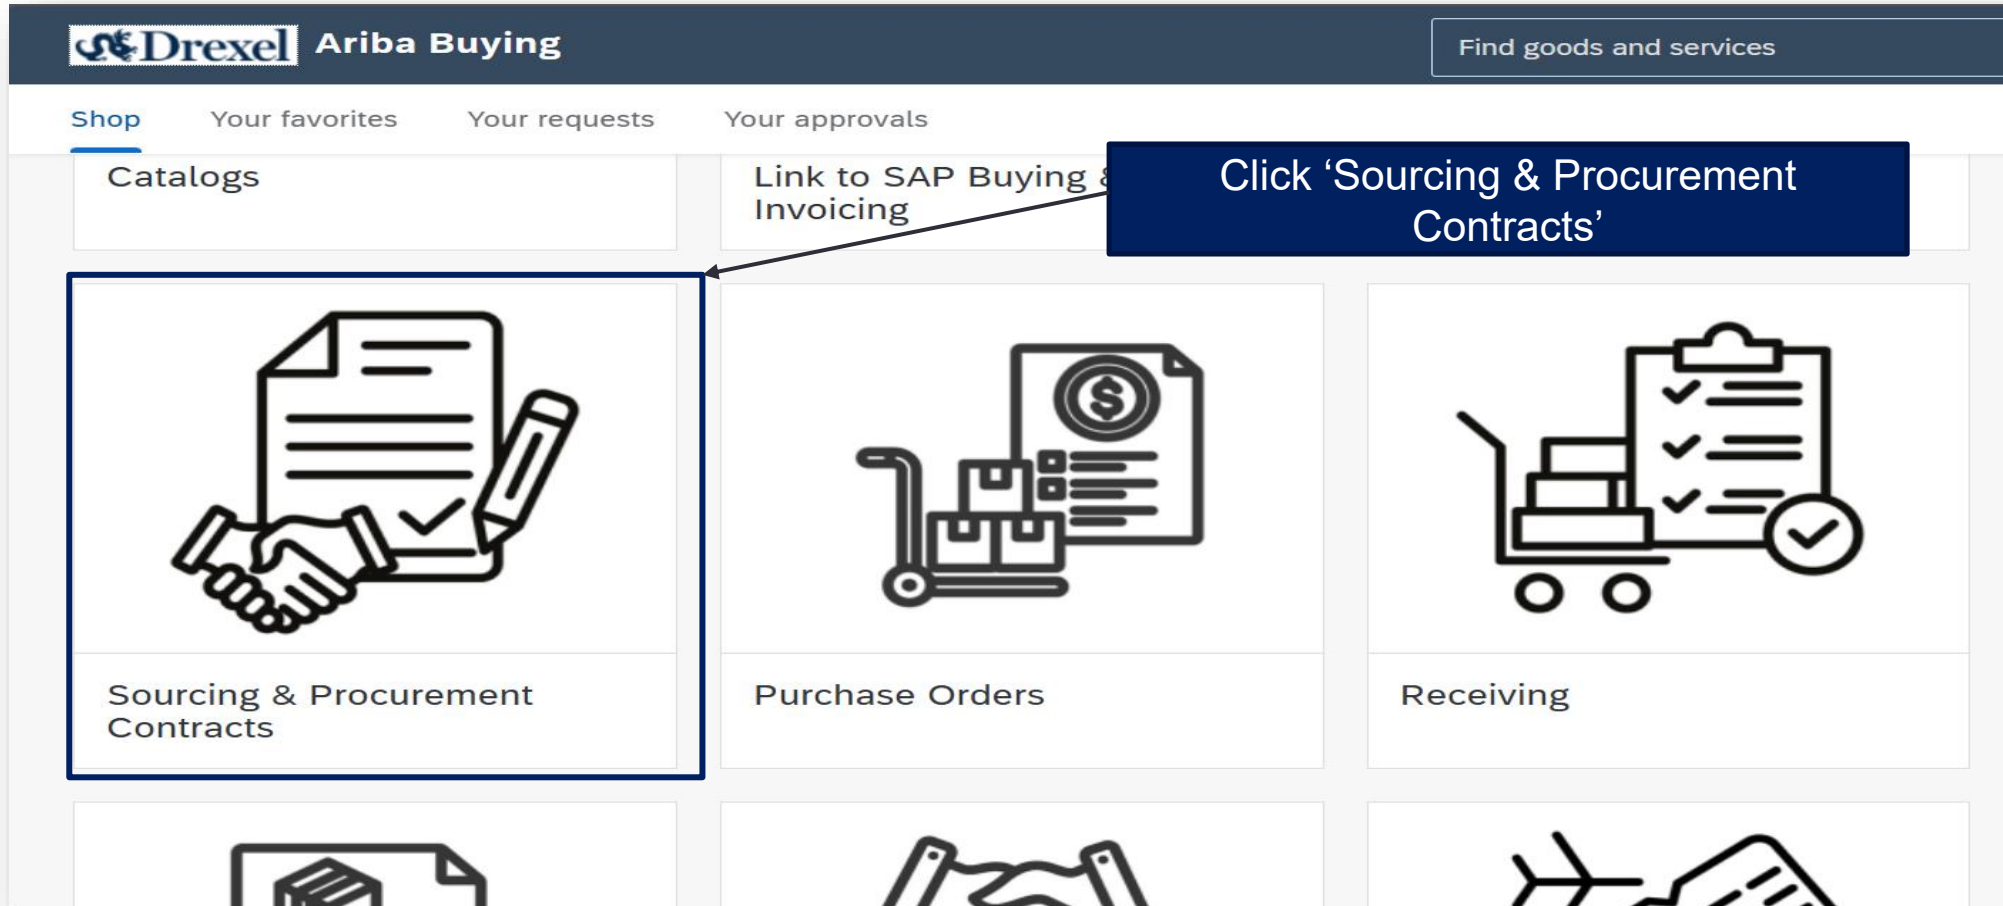 Drexel Ariba Buying
Find goods and services
Shop Your favorites Your requests Your approvals
Catalogs
Link to SAP Buying &
Invoicing
Click ‘Sourcing & Procurement
Contracts’
$
Sourcing & Procurement
Contracts
Purchase Orders
Receiving